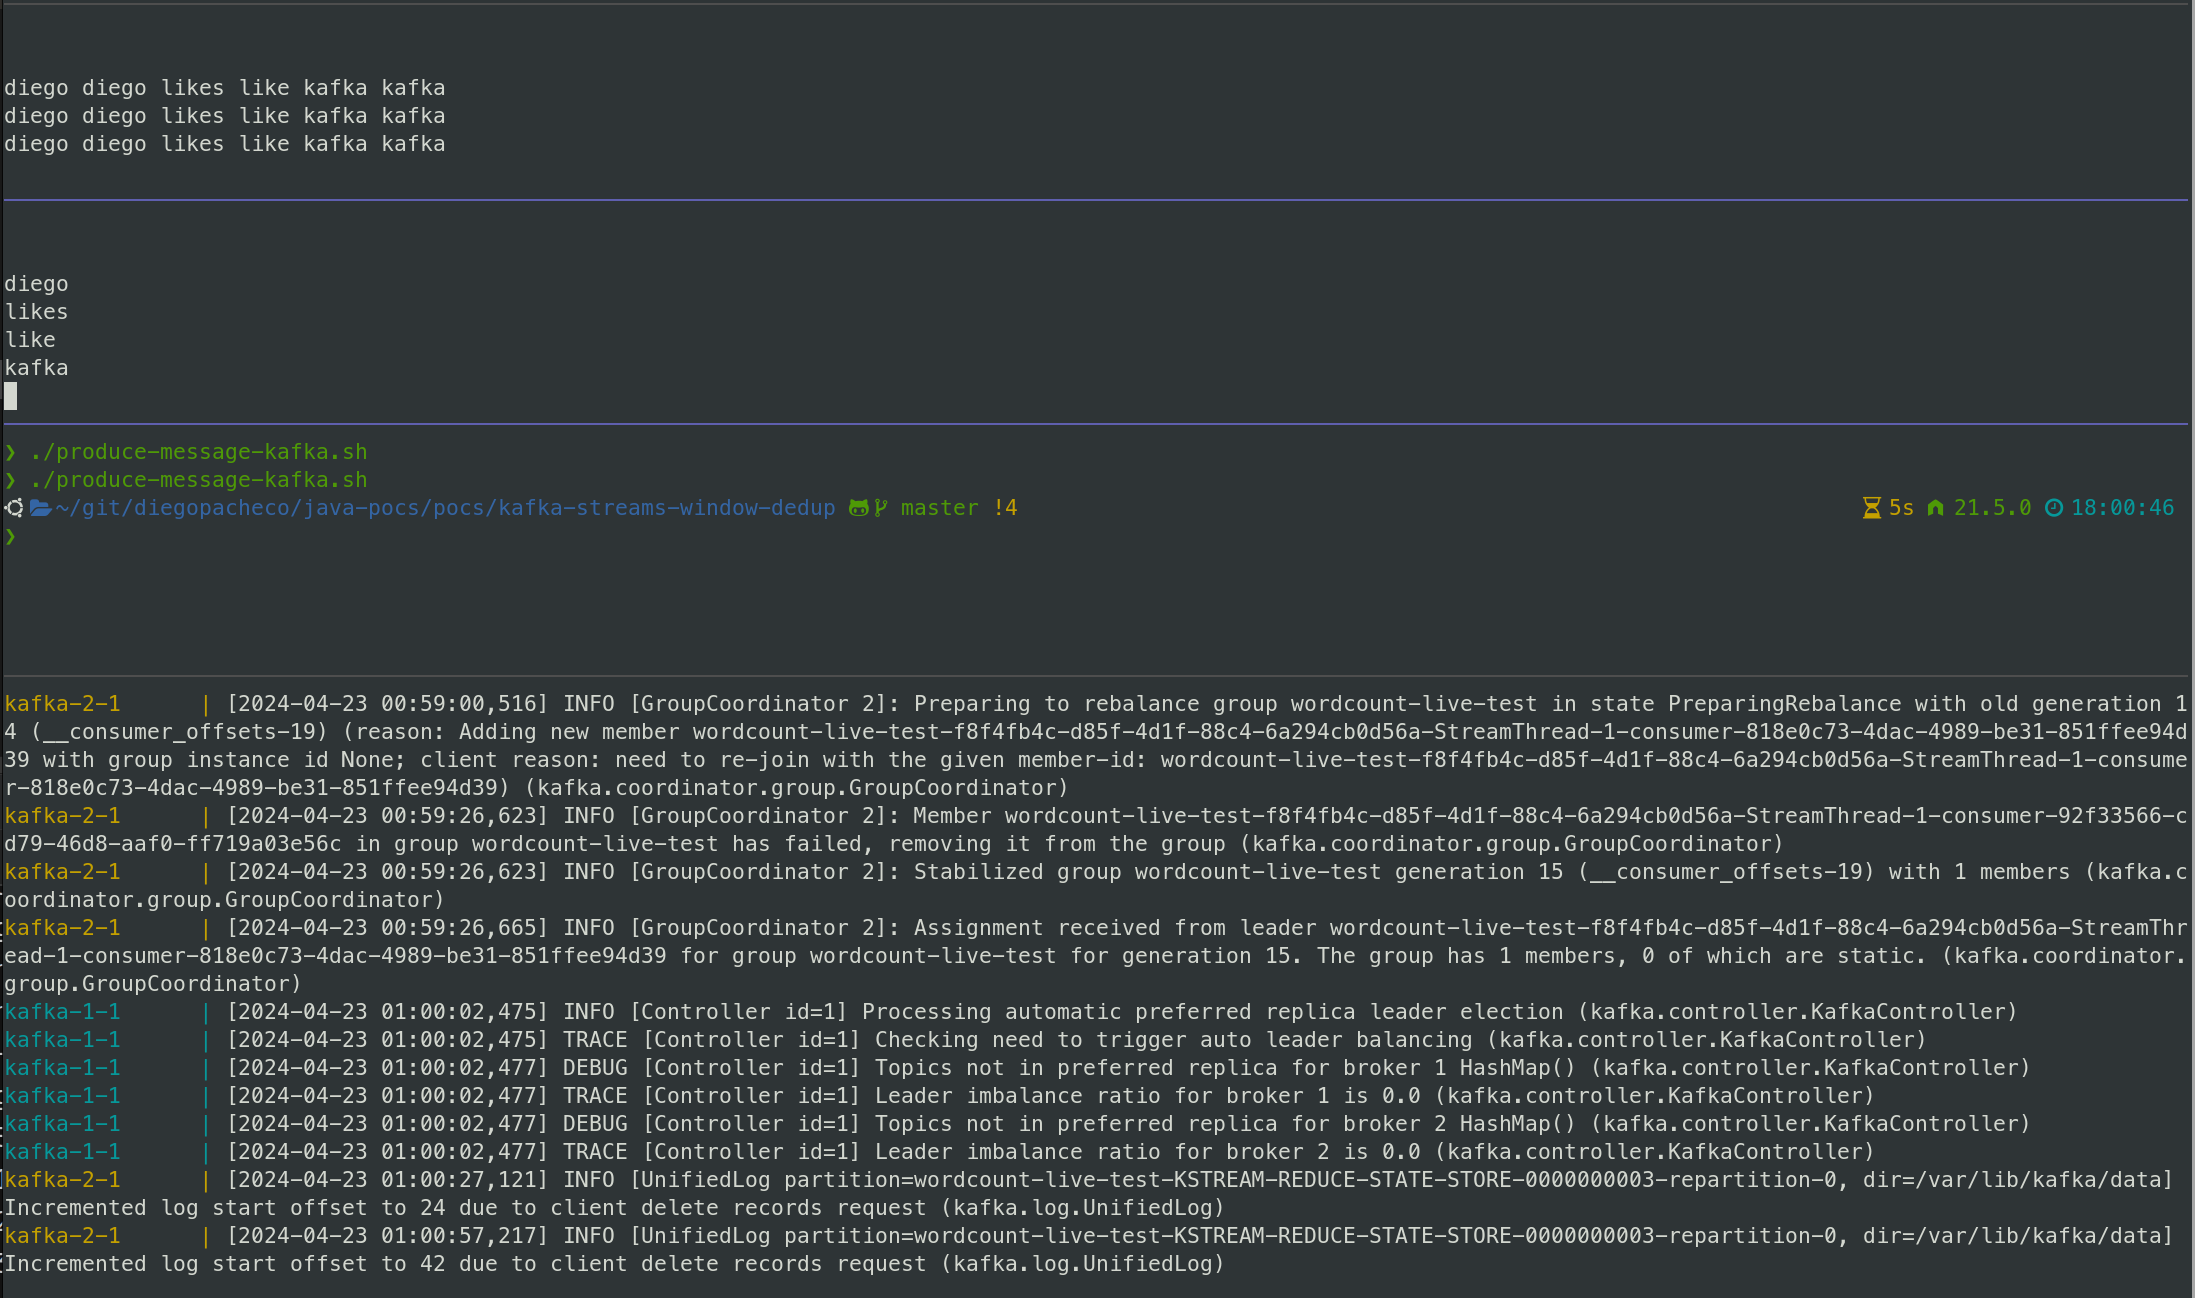 diego diego likes like kafka kafka
diego diego likes like kafka kafka
diego diego likes like kafka kafka
diego
likes
like
kafka
❯ ./produce-message-kafka.sh
❯ ./produce-message-kafka.sh
~/git/diegopacheco/java-pocs/pocs/kafka-streams-window-dedup master !4 5s 21.5.0 18:00:46
❯
kafka-2-1 | [2024-04-23 00:59:00,516] INFO [GroupCoordinator 2]: Preparing to rebalance group wordcount-live-test in state PreparingRebalance with old generation 1
4 (__consumer_offsets-19) (reason: Adding new member wordcount-live-test-f8f4fb4c-d85f-4d1f-88c4-6a294cb0d56a-StreamThread-1-consumer-818e0c73-4dac-4989-be31-851ffee94d
39 with group instance id None; client reason: need to re-join with the given member-id: wordcount-live-test-f8f4fb4c-d85f-4d1f-88c4-6a294cb0d56a-StreamThread-1-consume
r-818e0c73-4dac-4989-be31-851ffee94d39) (kafka.coordinator.group.GroupCoordinator)
kafka-2-1 | [2024-04-23 00:59:26,623] INFO [GroupCoordinator 2]: Member wordcount-live-test-f8f4fb4c-d85f-4d1f-88c4-6a294cb0d56a-StreamThread-1-consumer-92f33566-c
d79-46d8-aaf0-ff719a03e56c in group wordcount-live-test has failed, removing it from the group (kafka.coordinator.group.GroupCoordinator)
kafka-2-1 | [2024-04-23 00:59:26,623] INFO [GroupCoordinator 2]: Stabilized group wordcount-live-test generation 15 (__consumer_offsets-19) with 1 members (kafka.c
oordinator.group.GroupCoordinator)
kafka-2-1 | [2024-04-23 00:59:26,665] INFO [GroupCoordinator 2]: Assignment received from leader wordcount-live-test-f8f4fb4c-d85f-4d1f-88c4-6a294cb0d56a-StreamThr
ead-1-consumer-818e0c73-4dac-4989-be31-851ffee94d39 for group wordcount-live-test for generation 15. The group has 1 members, 0 of which are static. (kafka.coordinator.
group.GroupCoordinator)
kafka-1-1 | [2024-04-23 01:00:02,475] INFO [Controller id=1] Processing automatic preferred replica leader election (kafka.controller.KafkaController)
kafka-1-1 | [2024-04-23 01:00:02,475] TRACE [Controller id=1] Checking need to trigger auto leader balancing (kafka.controller.KafkaController)
kafka-1-1 | [2024-04-23 01:00:02,477] DEBUG [Controller id=1] Topics not in preferred replica for broker 1 HashMap() (kafka.controller.KafkaController)
kafka-1-1 | [2024-04-23 01:00:02,477] TRACE [Controller id=1] Leader imbalance ratio for broker 1 is 0.0 (kafka.controller.KafkaController)
kafka-1-1 | [2024-04-23 01:00:02,477] DEBUG [Controller id=1] Topics not in preferred replica for broker 2 HashMap() (kafka.controller.KafkaController)
kafka-1-1 | [2024-04-23 01:00:02,477] TRACE [Controller id=1] Leader imbalance ratio for broker 2 is 0.0 (kafka.controller.KafkaController)
kafka-2-1 | [2024-04-23 01:00:27,121] INFO [UnifiedLog partition=wordcount-live-test-KSTREAM-REDUCE-STATE-STORE-0000000003-repartition-0, dir=/var/lib/kafka/data]
Incremented log start offset to 24 due to client delete records request (kafka.log.UnifiedLog)
kafka-2-1 | [2024-04-23 01:00:57,217] INFO [UnifiedLog partition=wordcount-live-test-KSTREAM-REDUCE-STATE-STORE-0000000003-repartition-0, dir=/var/lib/kafka/data]
Incremented log start offset to 42 due to client delete records request (kafka.log.UnifiedLog)